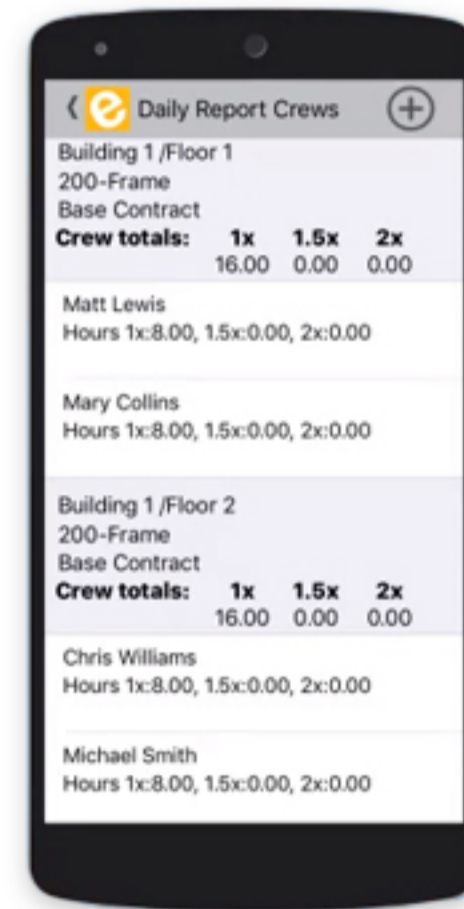 Daily Report Crews
Building 1 /Floor 1
200-Frame
Base Contract
Crew totals: 1x 1.5x 2x
16.00 0.00 0.00
Matt Lewis
Hours 1x:8.00, 1.5x:0.00, 2x:0.00
Mary Collins
Hours 1x:8.00, 1.5x:0.00, 2x:0.00
Building 1 /Floor 2
200-Frame
Base Contract
Crew totals: 1x 1.5x 2x
16.00 0.00 0.00
Chris Williams
Hours 1x:8.00, 1.5x:0.00, 2x:0.00
Michael Smith
Hours 1x:8.00, 1.5x:0.00, 2x:0.00